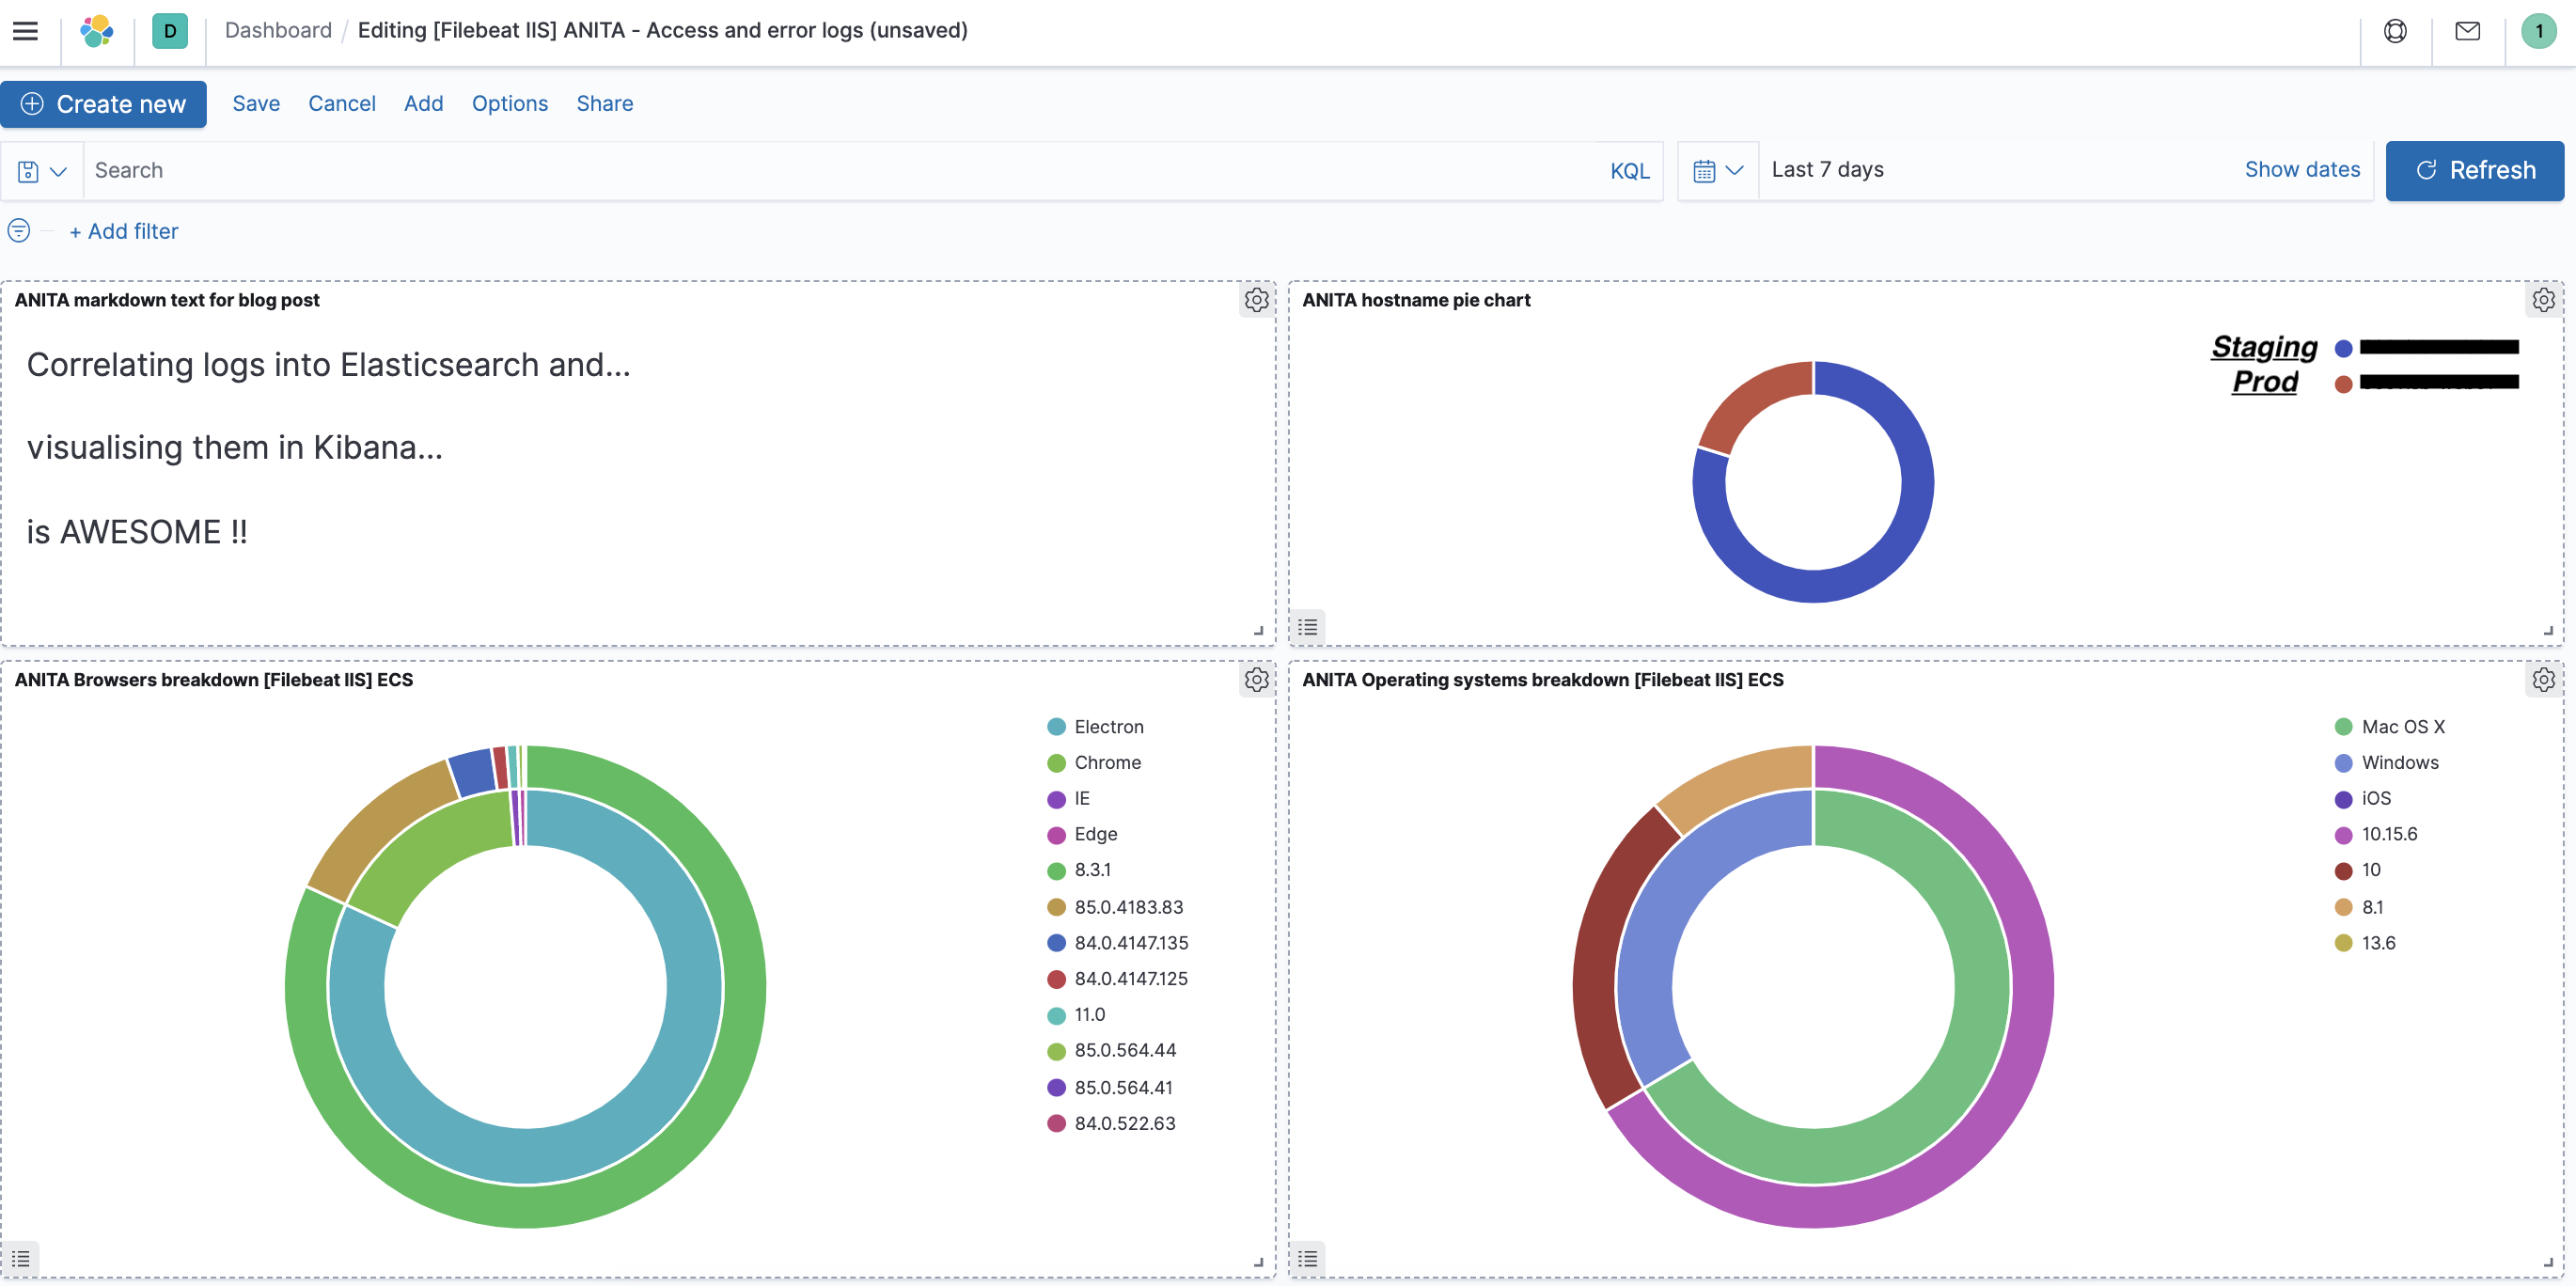 D
Dashboard / Editing [Filebeat IIS] ANITA - Access and error logs (unsaved)
1
Create new
Save
Cancel
Add
Options
Share
Search
KQL
Last 7 days
Show dates
Refresh
+ Add filter
ANITA markdown text for blog post
Correlating logs into Elasticsearch and...
visualising them in Kibana...
is AWESOME !!
ANITA hostname pie chart
Staging
Prod
ANITA Browsers breakdown [Filebeat IIS] ECS
Electron
Chrome
IE
Edge
8.3.1
85.0.4183.83
84.0.4147.135
84.0.4147.125
11.0
85.0.564.44
85.0.564.41
84.0.522.63
ANITA Operating systems breakdown [Filebeat IIS] ECS
Mac OS X
Windows
iOS
10.15.6
10
8.1
13.6